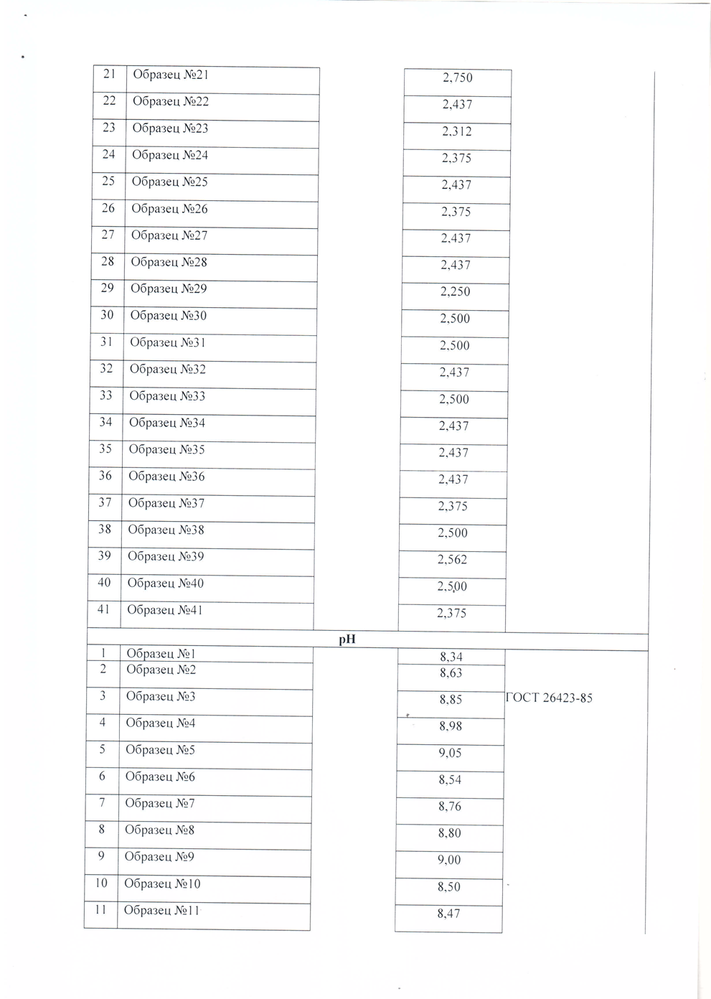 21 Образец №21 2,750
22 Образец №22 2,437
23 Образец №23 2,312
24 Образец №24 2,375
25 Образец №25 2,437
26 Образец №26 2,375
27 Образец №27 2,437
28 Образец №28 2,437
29 Образец №29 2,250
30 Образец №30 2,500
31 Образец №31 2,500
32 Образец №32 2,437
33 Образец №33 2,500
34 Образец №34 2,437
35 Образец №35 2,437
36 Образец №36 2,437
37 Образец №37 2,375
38 Образец №38 2,500
39 Образец №39 2,562
40 Образец №40 2,500
41 Образец №41 2,375
pH
1 Образец №1 8,34
2 Образец №2 8,63
3 Образец №3 8,85 ГОСТ 26423-85
4 Образец №4 8,98
5 Образец №5 9,05
6 Образец №6 8,54
7 Образец №7 8,76
8 Образец №8 8,80
9 Образец №9 9,00
10 Образец №10 8,50
11 Образец №11 8,47